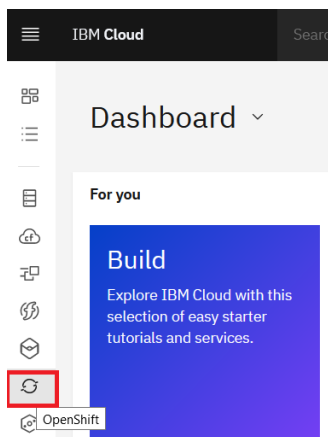 IBM Cloud
Dashboard
For you
Build
Explore IBM Cloud with this
selection of easy starter
tutorials and services.
cf
OpenShift